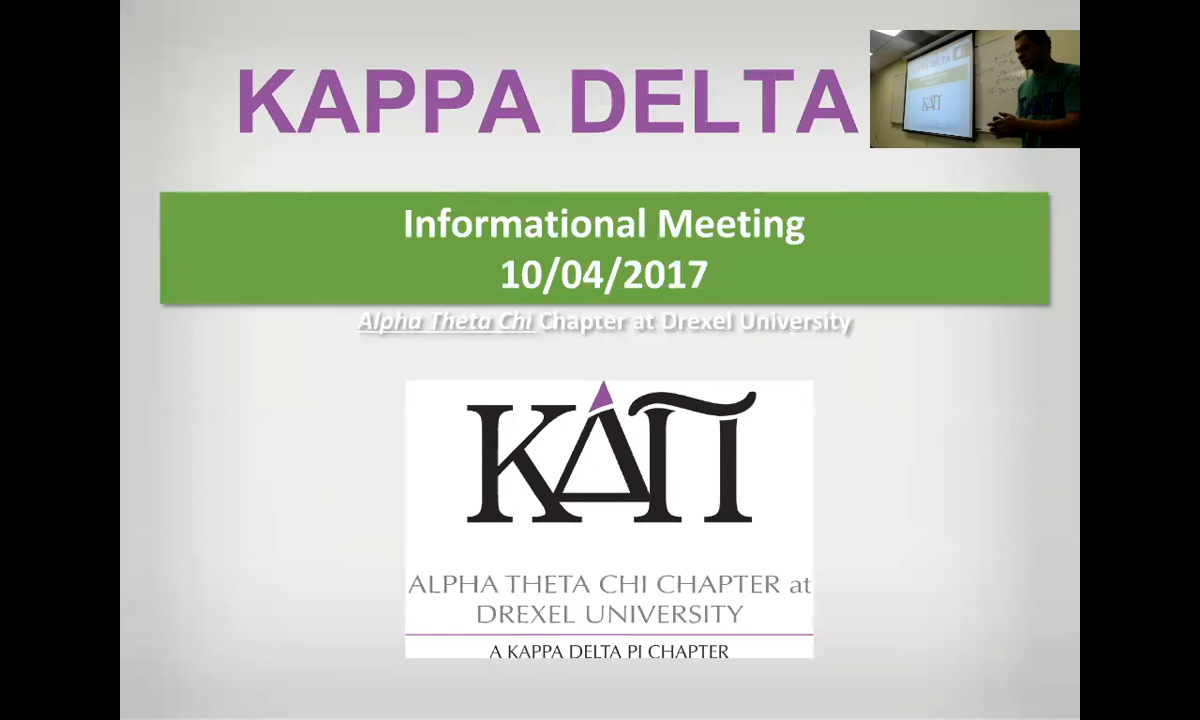 KAPPA DELTA
Informational Meeting
10/04/2017
Alpha Theta Chi Chapter at Drexel University
ΚΔΠ
ALPHA THETA CHI CHAPTER at
DREXEL UNIVERSITY
A KAPPA DELTA PI CHAPTER